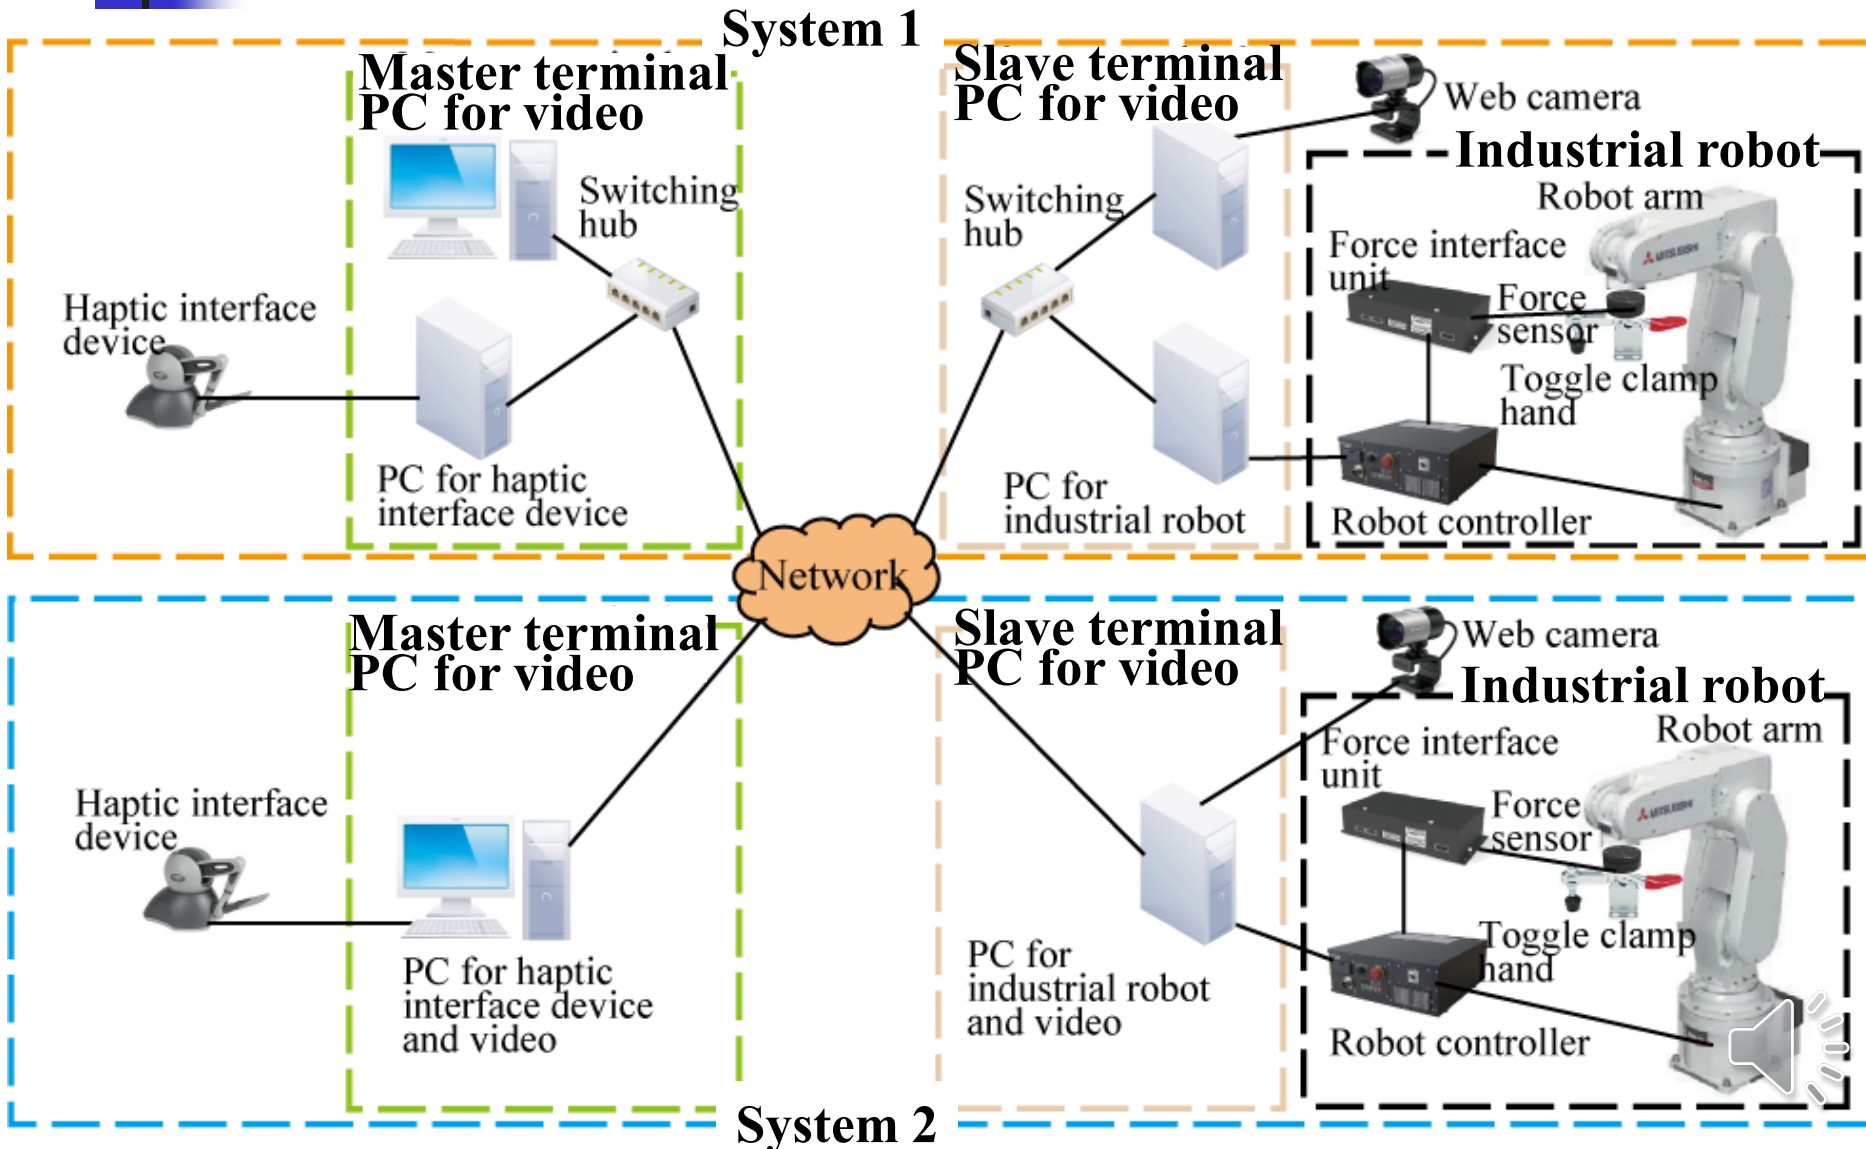 System 1
Master terminal
PC for video
Switching
hub
Haptic interface
device
PC for haptic
interface device
Slave terminal
PC for video
Web camera
Switching
hub
PC for
industrial robot
Industrial robot
Robot arm
MITSUBISHI
Force interface
unit
Force
sensor
Toggle clamp
hand
Robot controller
Network
Master terminal
PC for video
Haptic interface
device
PC for haptic
interface device
and video
Slave terminal
PC for video
Web camera
PC for
industrial robot
and video
Industrial robot
Robot arm
MITSUBISHI
Force interface
unit
Force
sensor
Toggle clamp
hand
Robot controller
System 2